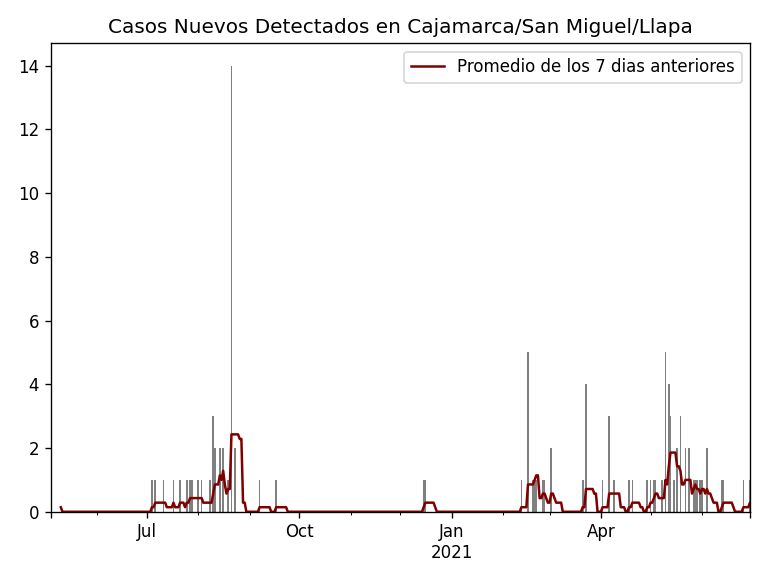 Casos Nuevos Detectados en Cajamarca/San Miguel/Llapa
Promedio de los 7 dias anteriores
14
12
10
8
6
4
2
0
Jul
Oct
Jan
Apr
2021